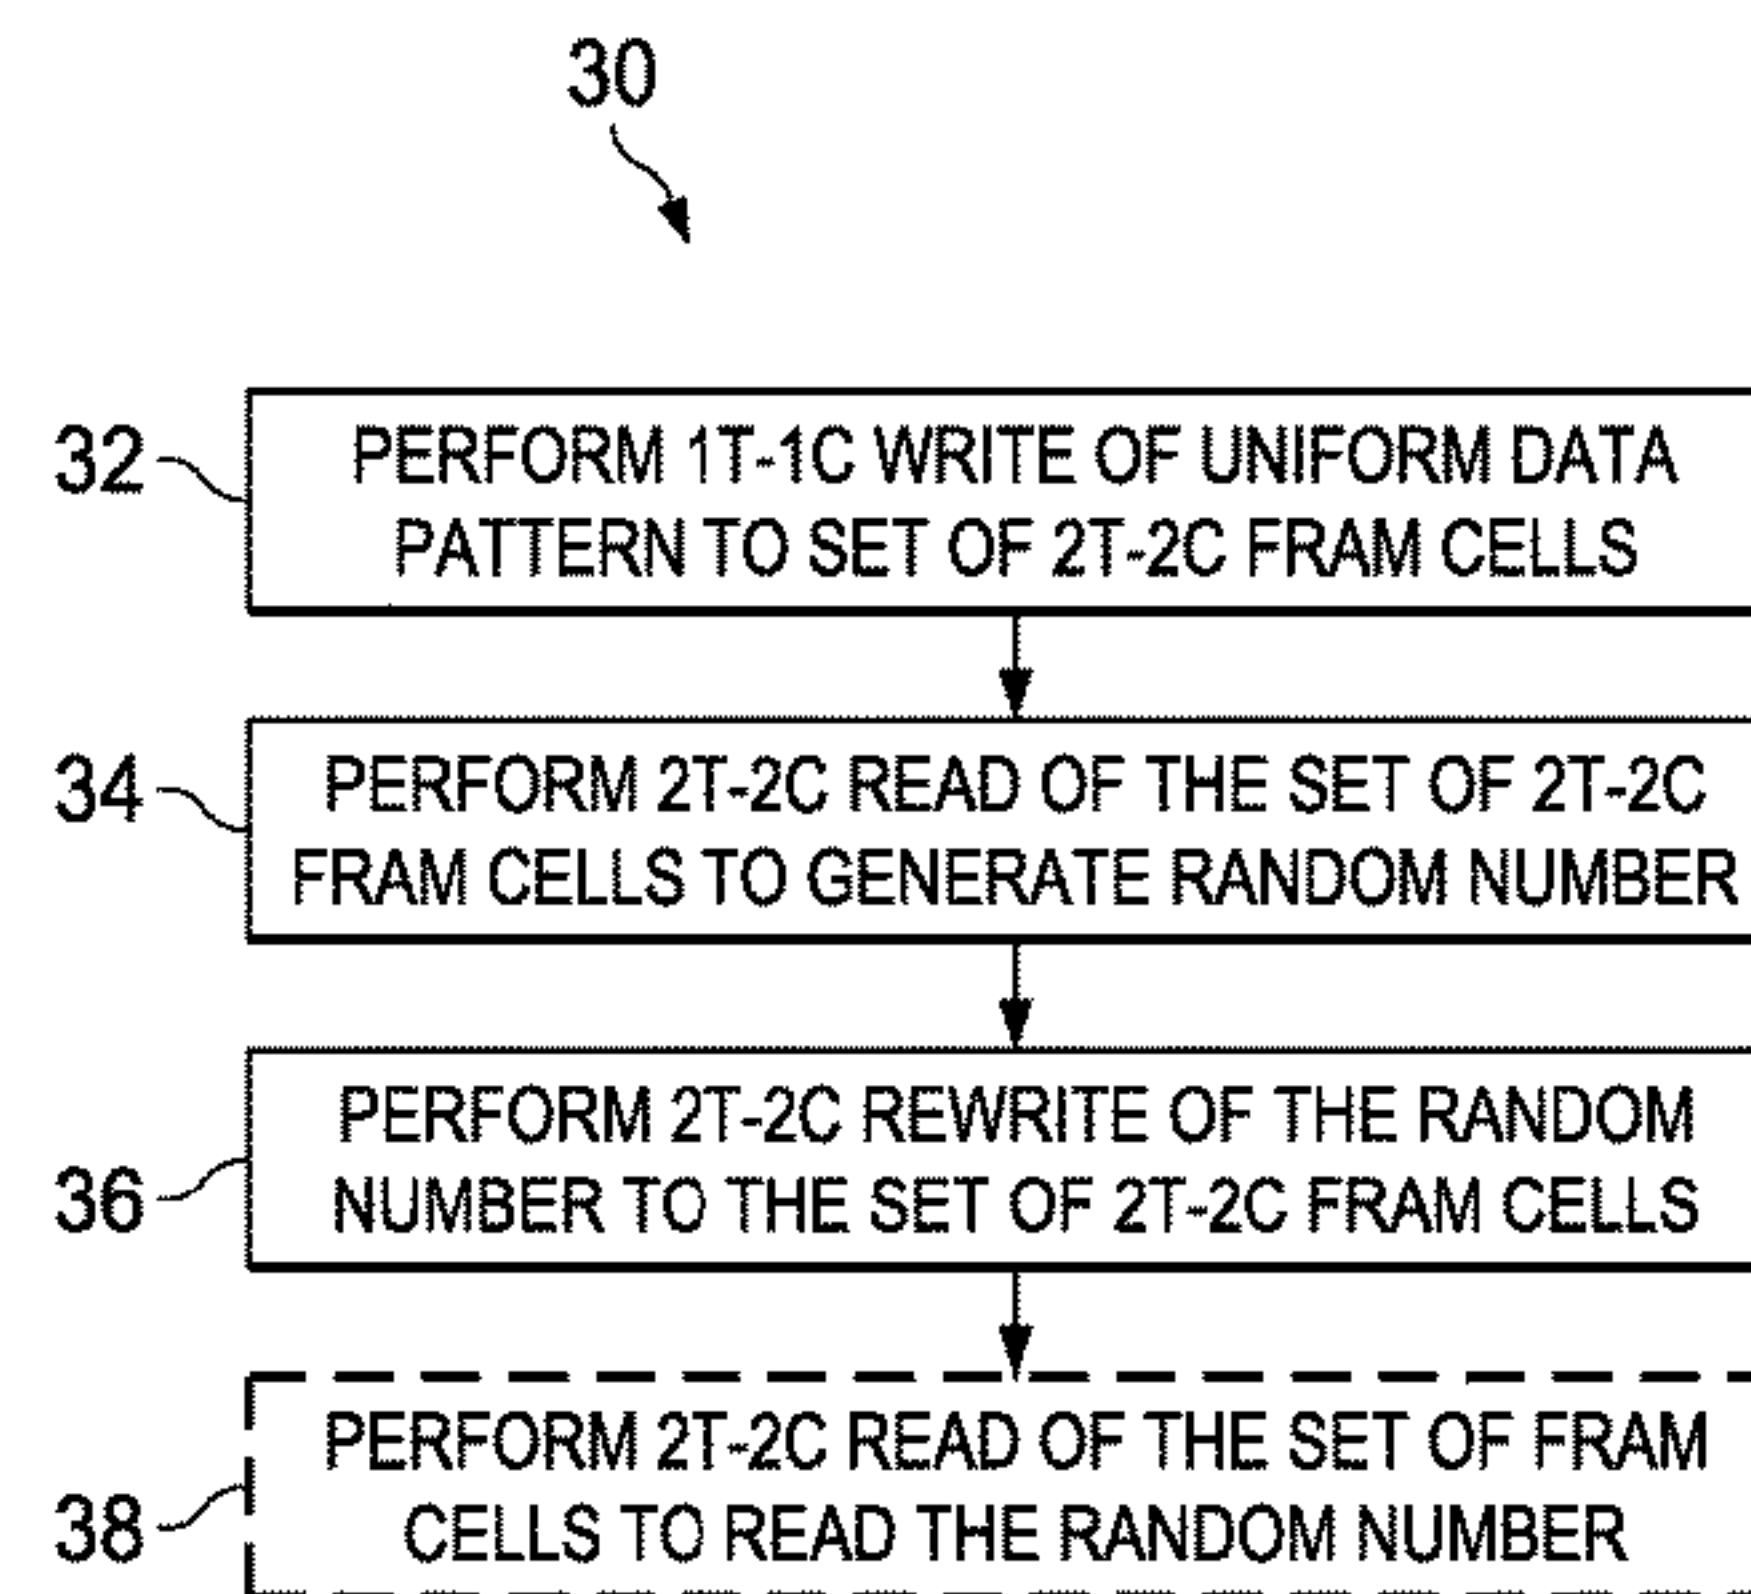 30
32
PERFORM 1T-1C WRITE OF UNIFORM DATA
PATTERN TO SET OF 2T-2C FRAM CELLS
34
PERFORM 2T-2C READ OF THE SET OF 2T-2C
FRAM CELLS TO GENERATE RANDOM NUMBER
36
PERFORM 2T-2C REWRITE OF THE RANDOM
NUMBER TO THE SET OF 2T-2C FRAM CELLS
38
PERFORM 2T-2C READ OF THE SET OF FRAM
CELLS TO READ THE RANDOM NUMBER